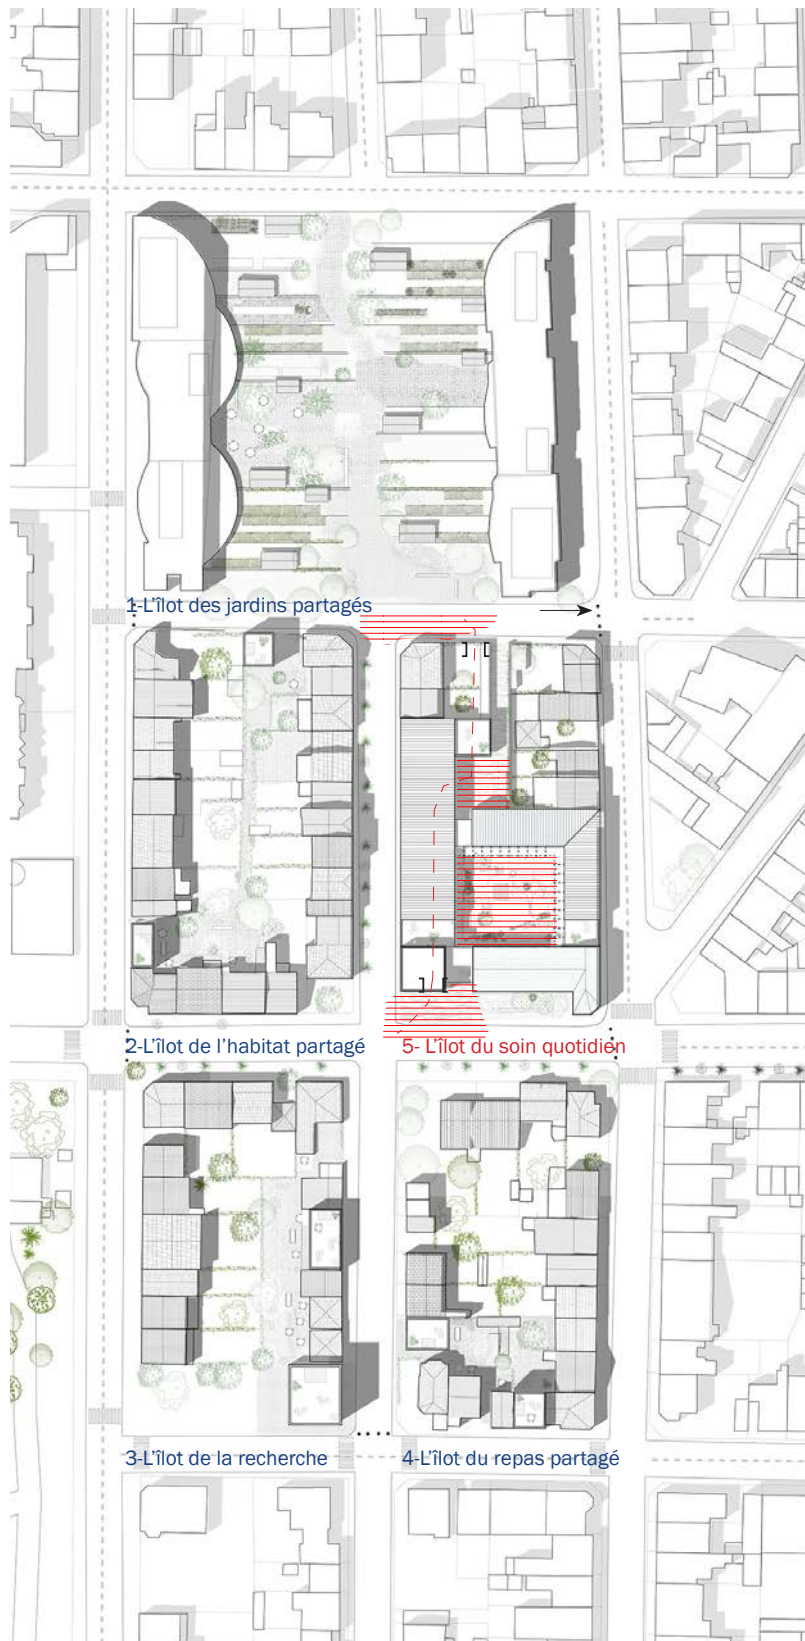 1-L'îlot des jardins partagés
2-L'îlot de l'habitat partagé
5- L'îlot du soin quotidien
3-L'îlot de la recherche
4-L'îlot du repas partagé